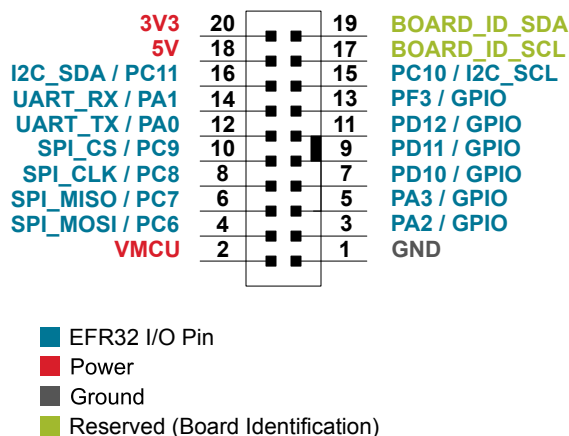 3V3 20 19 BOARD_ID_SDA
5V 18 17 BOARD_ID_SCL
I2C_SDA / PC11 16 15 PC10 / I2C_SCL
UART_RX / PA1 14 13 PF3 / GPIO
UART_TX / PA0 12 11 PD12 / GPIO
SPI_CS / PC9 10 9 PD11 / GPIO
SPI_CLK / PC8 8 7 PD10 / GPIO
SPI_MISO / PC7 6 5 PA3 / GPIO
SPI_MOSI / PC6 4 3 PA2 / GPIO
VMCU 2 1 GND
EFR32 I/O Pin
Power
Ground
Reserved (Board Identification)